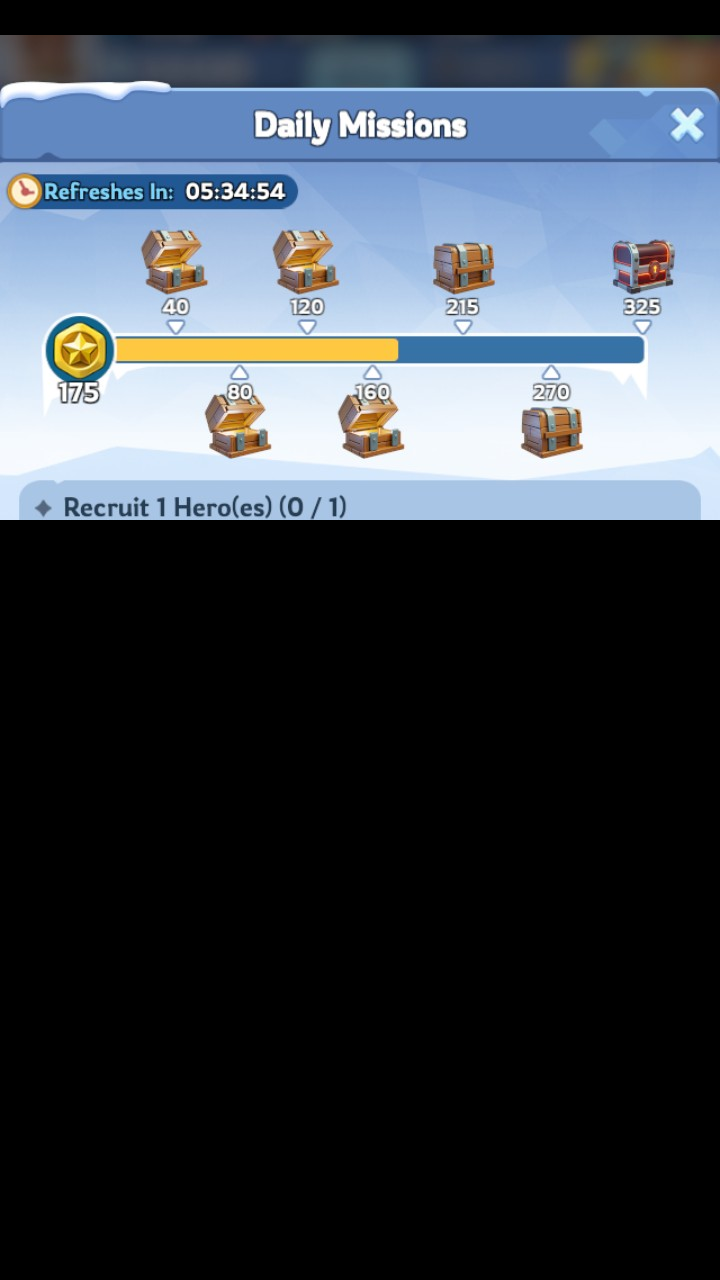 Daily Missions
Refreshes In: 05:34:54
40 120 215 325
175
80 160 270
Recruit 1 Hero(es) (0 / 1)